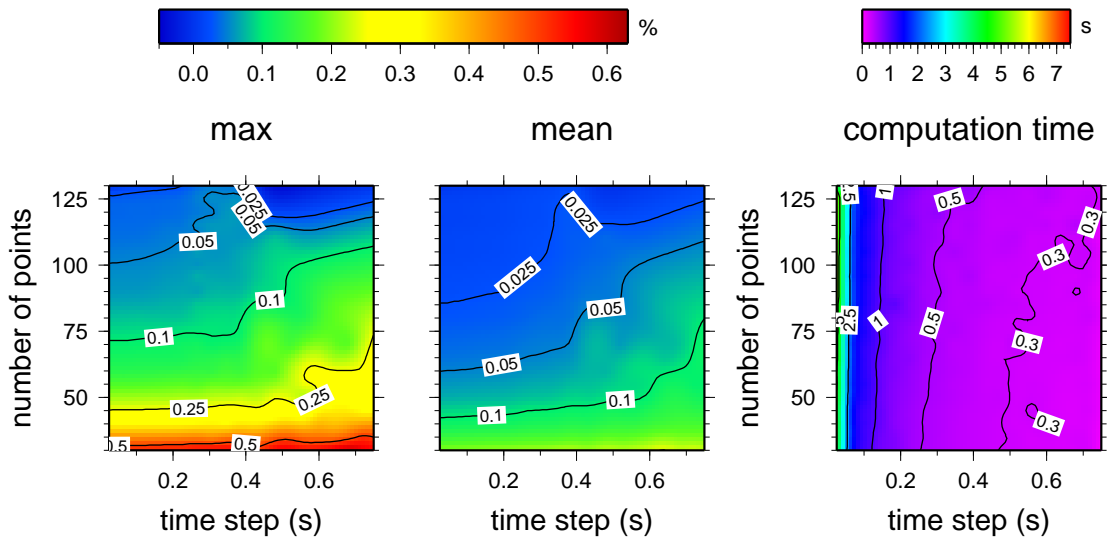 % s
0.0 0.1 0.2 0.3 0.4 0.5 0.6 0 1 2 3 4 5 6 7
max mean computation time
125 125
100 100
75 75
50 50
number of points number of points
0.025 0.05 0.05 0.1 0.25 0.25 0.5 0.5
0.025 0.025 0.05 0.05 0.1 0.1
2.5 1 1 0.5 0.5 0.3 0.3 0.3 0.3
0.2 0.4 0.6 0.2 0.4 0.6 0.2 0.4 0.6
time step (s) time step (s) time step (s)